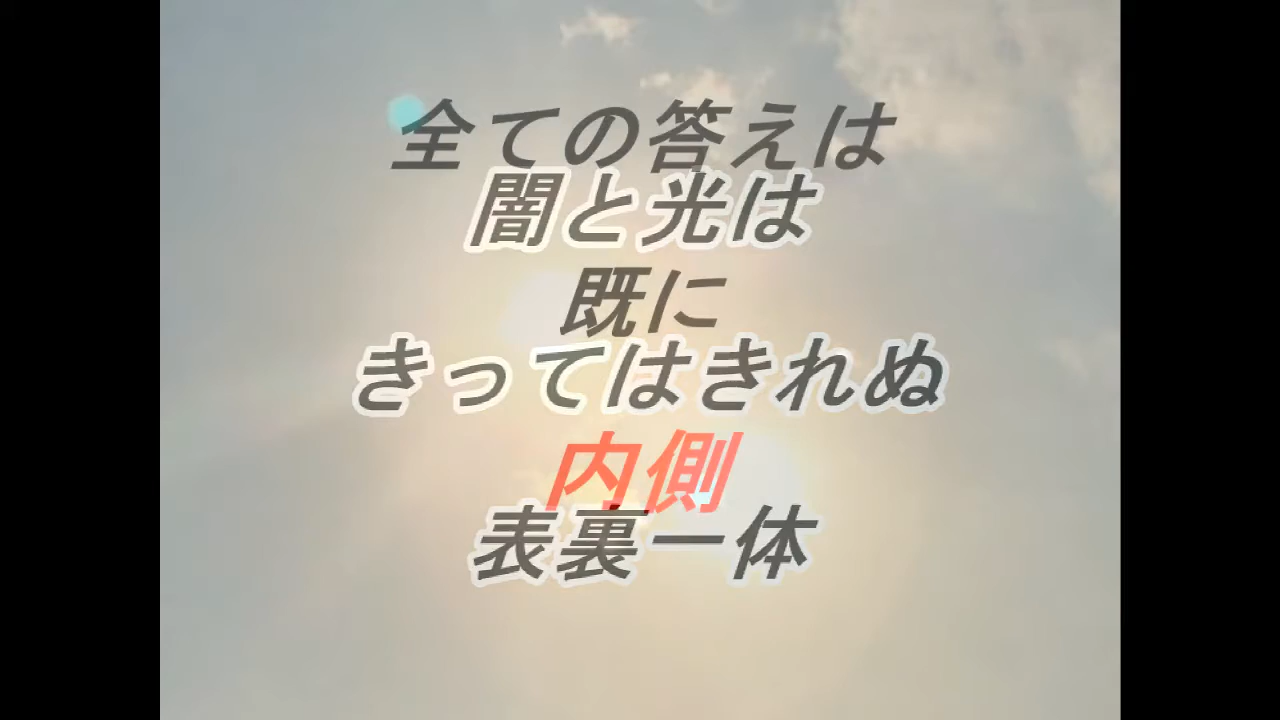 全ての答えは
闇と光は
既に
きってはきれぬ
内側
表裏一体